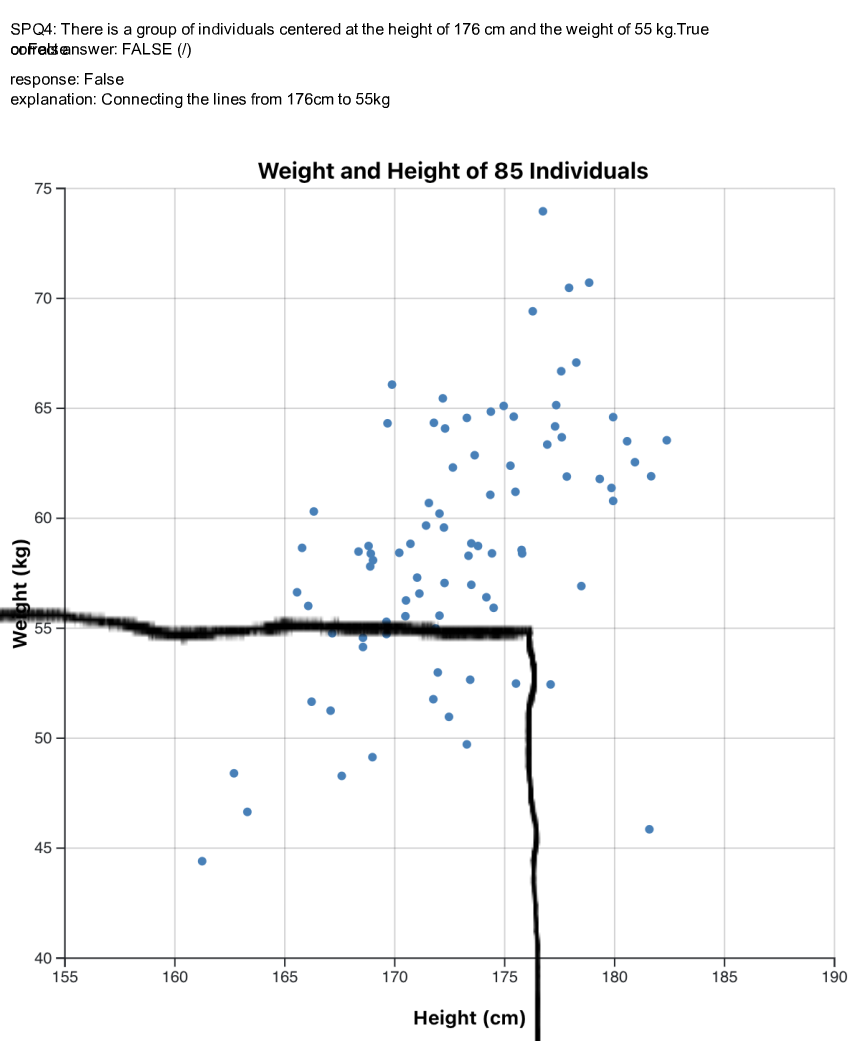 SPQ4: There is a group of individuals centered at the height of 176 cm and the weight of 55 kg.True
or False
correct answer: FALSE (/)
response: False
explanation: Connecting the lines from 176cm to 55kg
Weight and Height of 85 Individuals
75
70
65
60
55
50
45
40
Weight (kg)
155 160 165 170 175 180 185 190
Height (cm)